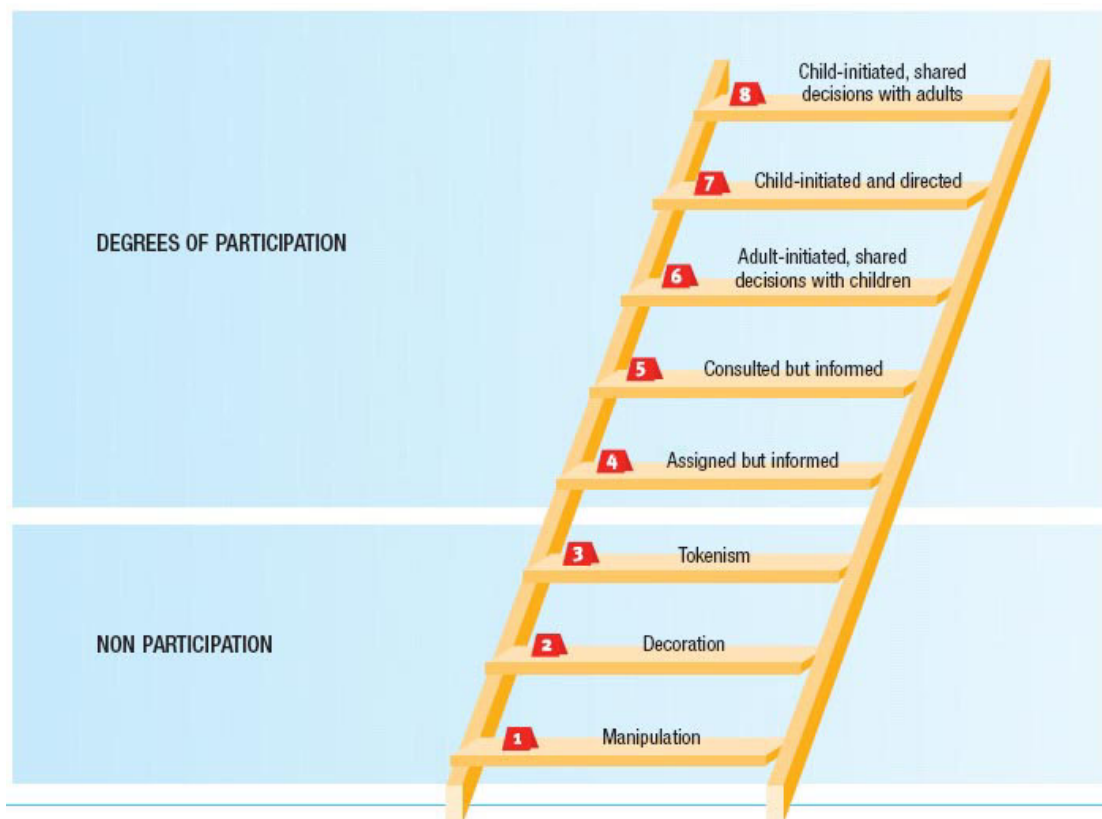 8
Child-initiated, shared
decisions with adults
7
Child-initiated and directed
DEGREES OF PARTICIPATION
6
Adult-initiated, shared
decisions with children
5
Consulted but informed
4
Assigned but informed
3
Tokenism
NON PARTICIPATION
2
Decoration
1
Manipulation